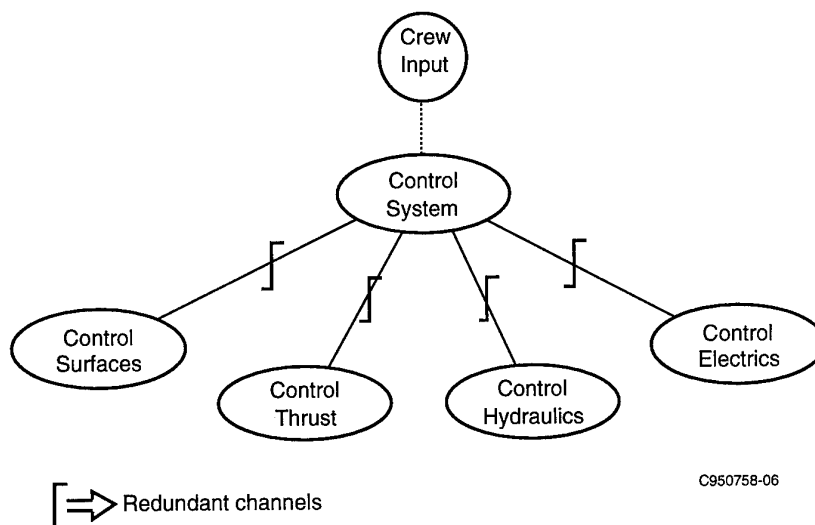 Crew
Input
Control
System
Control
Surfaces
Control
Thrust
Control
Hydraulics
Control
Electrics
C950758-06
Redundant channels